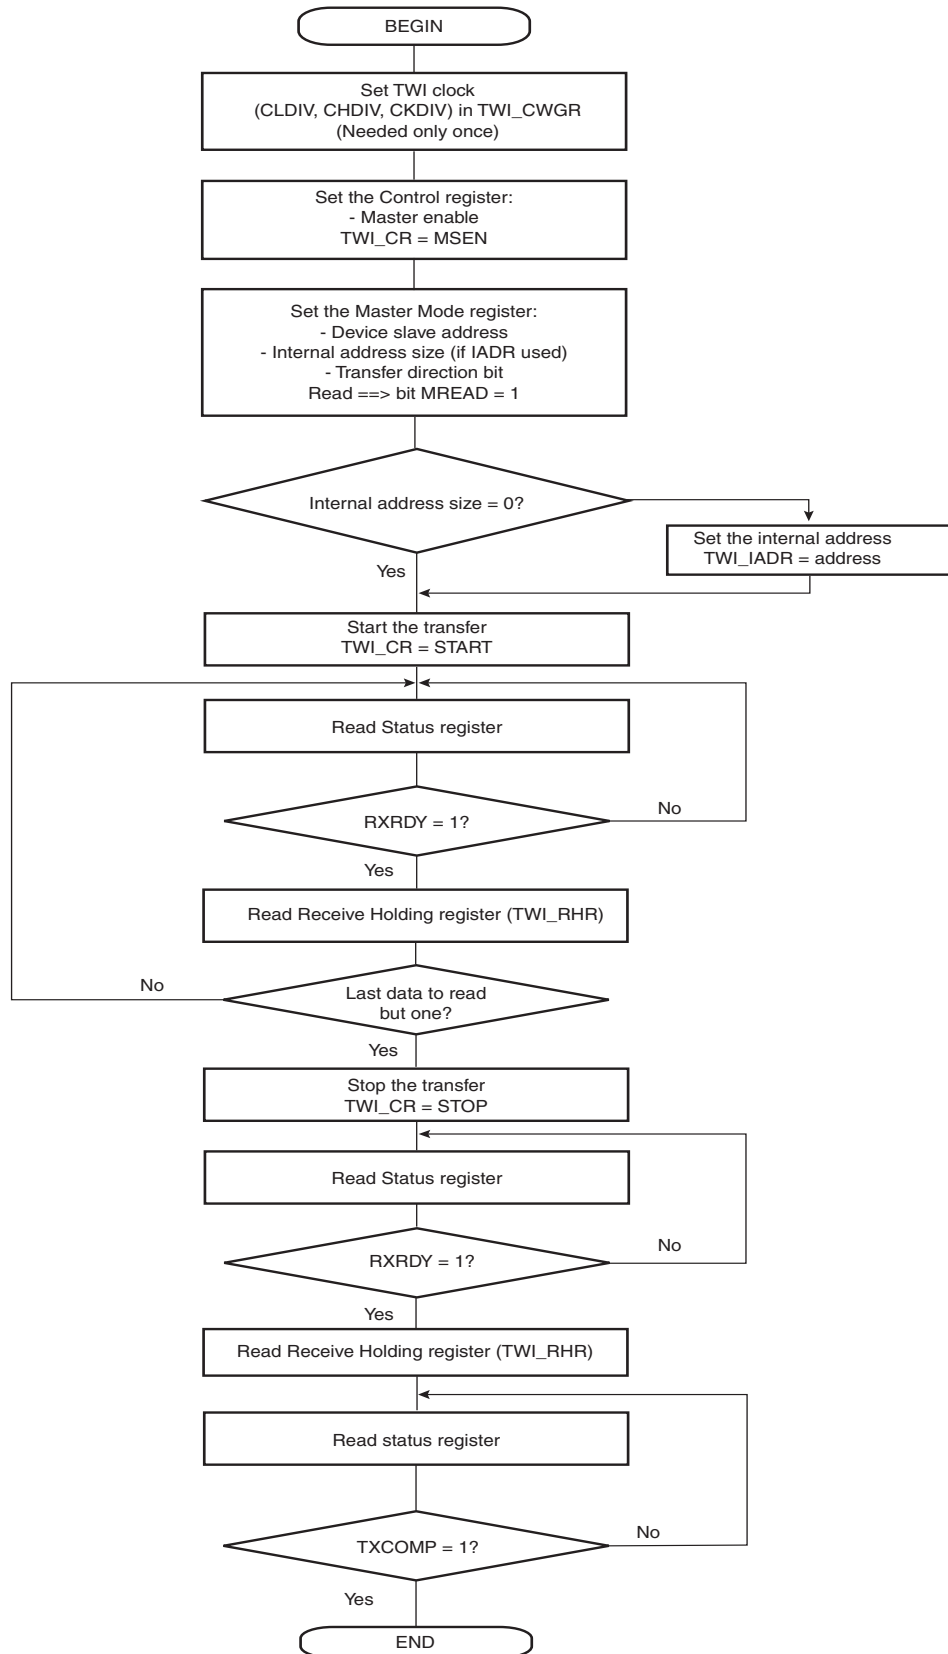 BEGIN
Set TWI clock
(CLDIV, CHDIV, CKDIV) in TWI_CWGR
(Needed only once)
Set the Control register:
- Master enable
TWI_CR = MSEN
Set the Master Mode register:
- Device slave address
- Internal address size (if IADR used)
- Transfer direction bit
Read ==> bit MREAD = 1
Internal address size = 0?
Set the internal address
TWI_IADR = address
Yes
Start the transfer
TWI_CR = START
Read Status register
RXRDY = 1?
No
Yes
Read Receive Holding register (TWI_RHR)
No
Last data to read
but one?
Yes
Stop the transfer
TWI_CR = STOP
Read Status register
RXRDY = 1?
No
Yes
Read Receive Holding register (TWI_RHR)
Read status register
TXCOMP = 1?
No
Yes
END